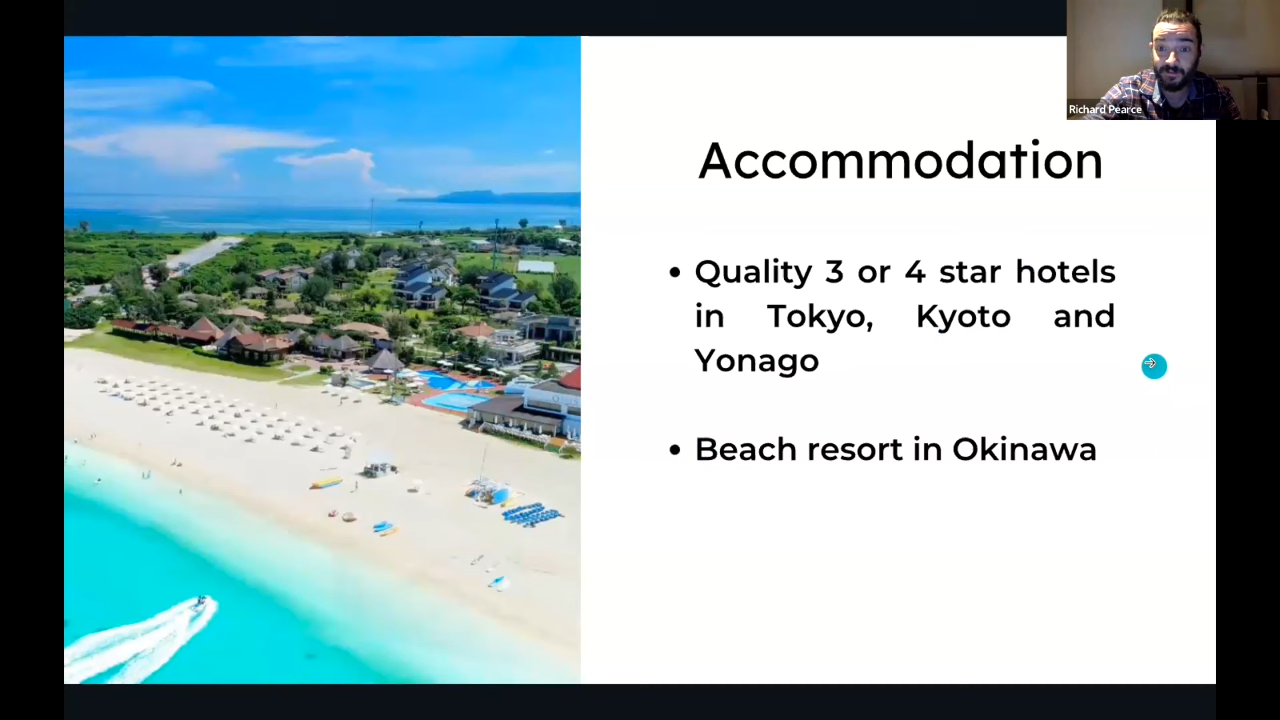 Richard Pearce
Accommodation
• Quality 3 or 4 star hotels
in Tokyo, Kyoto and
Yonago
• Beach resort in Okinawa